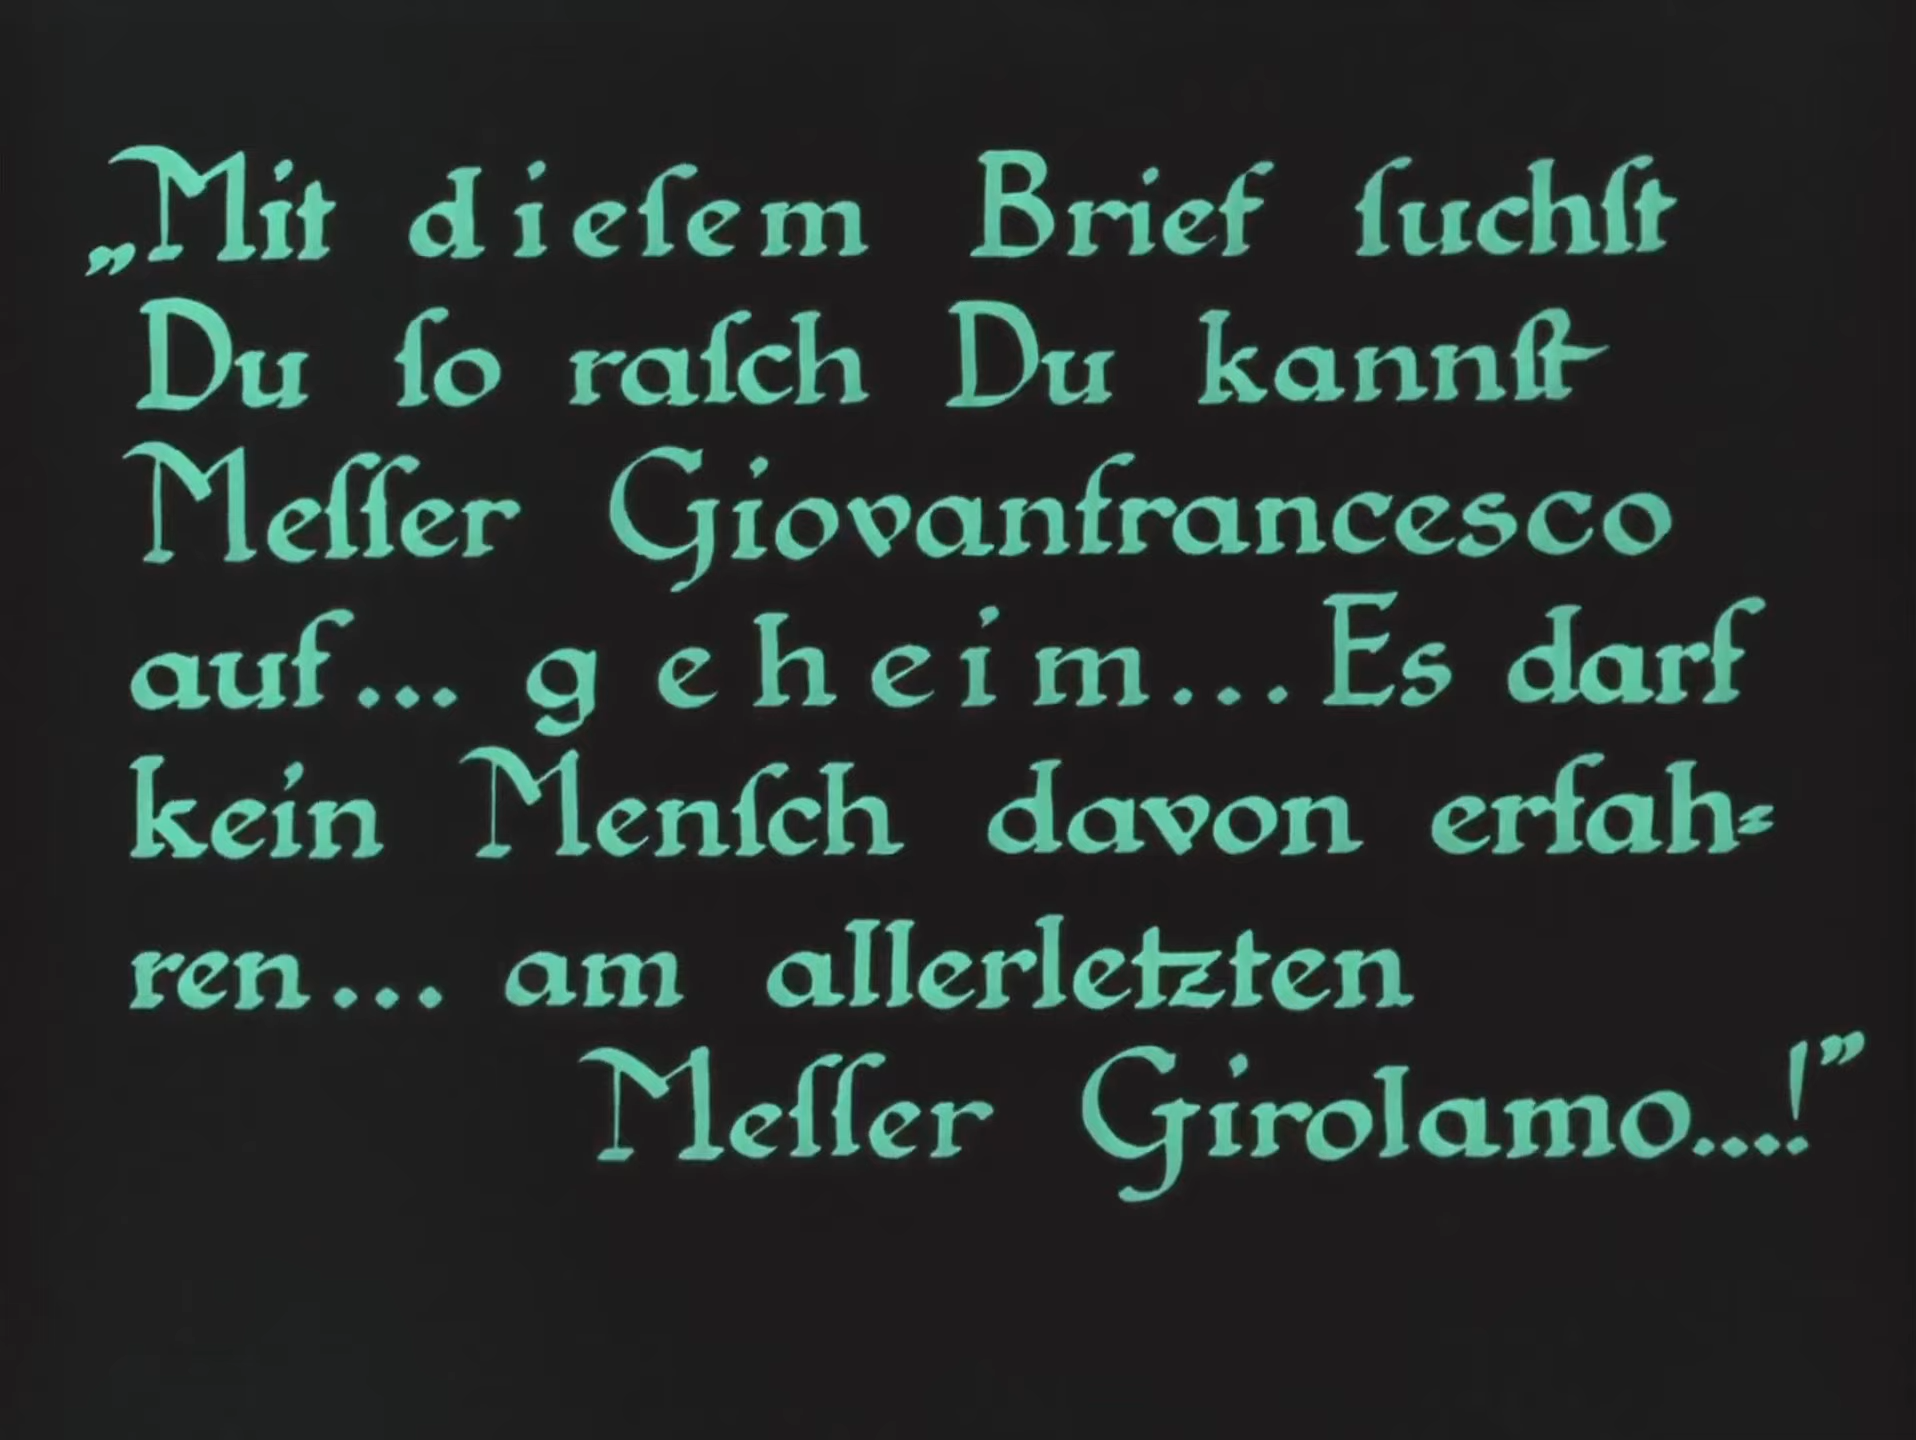 „Mit dieſem Brief ſuchſt
Du ſo raſch Du kannſt
Meſſer Giovanfrancesco
auf... geheim... Es darf
kein Menſch davon erfah⸗
ren... am allerletzten
Meſſer Girolamo...!”